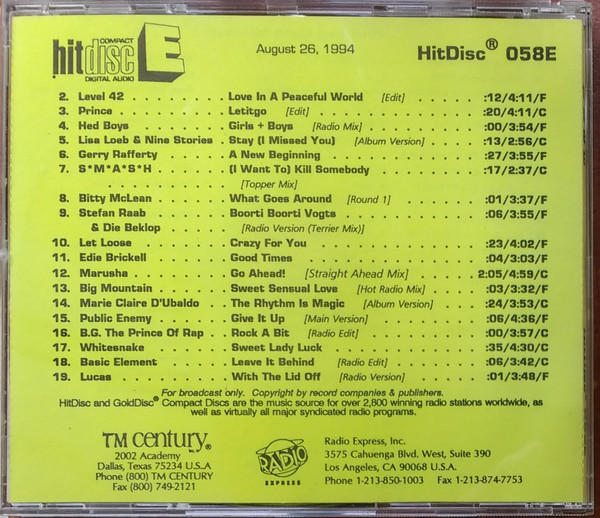 COMPACT
hitdisc E
DIGITAL AUDIO
August 26, 1994
HitDisc® 058E
2. Level 42 . . . . . . . . Love In A Peaceful World [Edit] . . . . . . :12/4:11/F
3. Prince . . . . . . . . . Letitgo [Edit] . . . . . . . . . . . . :20/4:11/C
4. Hed Boys . . . . . . . Girls + Boys [Radio Mix] . . . . . . . . :00/3:54/F
5. Lisa Loeb & Nine Stories . Stay (I Missed You) [Album Version] . . . . :13/2:56/C
6. Gerry Rafferty . . . . . A New Beginning . . . . . . . . . . . :27/3:55/F
7. S*M*A*S*H . . . . . . . (I Want To) Kill Somebody . . . . . . . . :17/2:37/C
. . . . . . . . . [Topper Mix]
8. Bitty McLean . . . . . . What Goes Around [Round 1] . . . . . . . :01/3:37/F
9. Stefan Raab . . . . . . Boorti Boorti Vogts . . . . . . . . . . :06/3:55/F
& Die Beklop . . . . . . [Radio Version (Terrier Mix)]
10. Let Loose . . . . . . . Crazy For You . . . . . . . . . . . . :23/4:02/F
11. Edie Brickell . . . . . . Good Times . . . . . . . . . . . . . :04/3:03/F
12. Marusha . . . . . . . . Go Ahead! [Straight Ahead Mix] . . . . 2:05/4:59/C
13. Big Mountain . . . . . . Sweet Sensual Love [Hot Radio Mix] . . . . :03/3:32/F
14. Marie Claire D'Ubaldo . . The Rhythm Is Magic [Album Version] . . . . :24/3:53/C
15. Public Enemy . . . . . . Give It Up [Main Version] . . . . . . . . :06/4:36/F
16. B.G. The Prince Of Rap . . Rock A Bit [Radio Edit] . . . . . . . . . :00/3:57/C
17. Whitesnake . . . . . . Sweet Lady Luck . . . . . . . . . . . :35/4:30/C
18. Basic Element . . . . . Leave It Behind [Radio Edit] . . . . . . . :06/3:42/C
19. Lucas . . . . . . . . . With The Lid Off [Radio Version] . . . . . :01/3:48/F
For broadcast only. Copyright by record companies & publishers.
HitDisc and GoldDisc® Compact Discs are the music source for over 2,800 winning radio stations worldwide, as
well as virtually all major syndicated radio programs.
TM century®
2002 Academy
Dallas, Texas 75234 U.S.A
Phone (800) TM CENTURY
Fax (800) 749-2121
RADIO
EXPRESS
Radio Express, Inc.
3575 Cahuenga Blvd. West, Suite 390
Los Angeles, CA 90068 U.S.A.
Phone 1-213-850-1003 Fax 1-213-874-7753